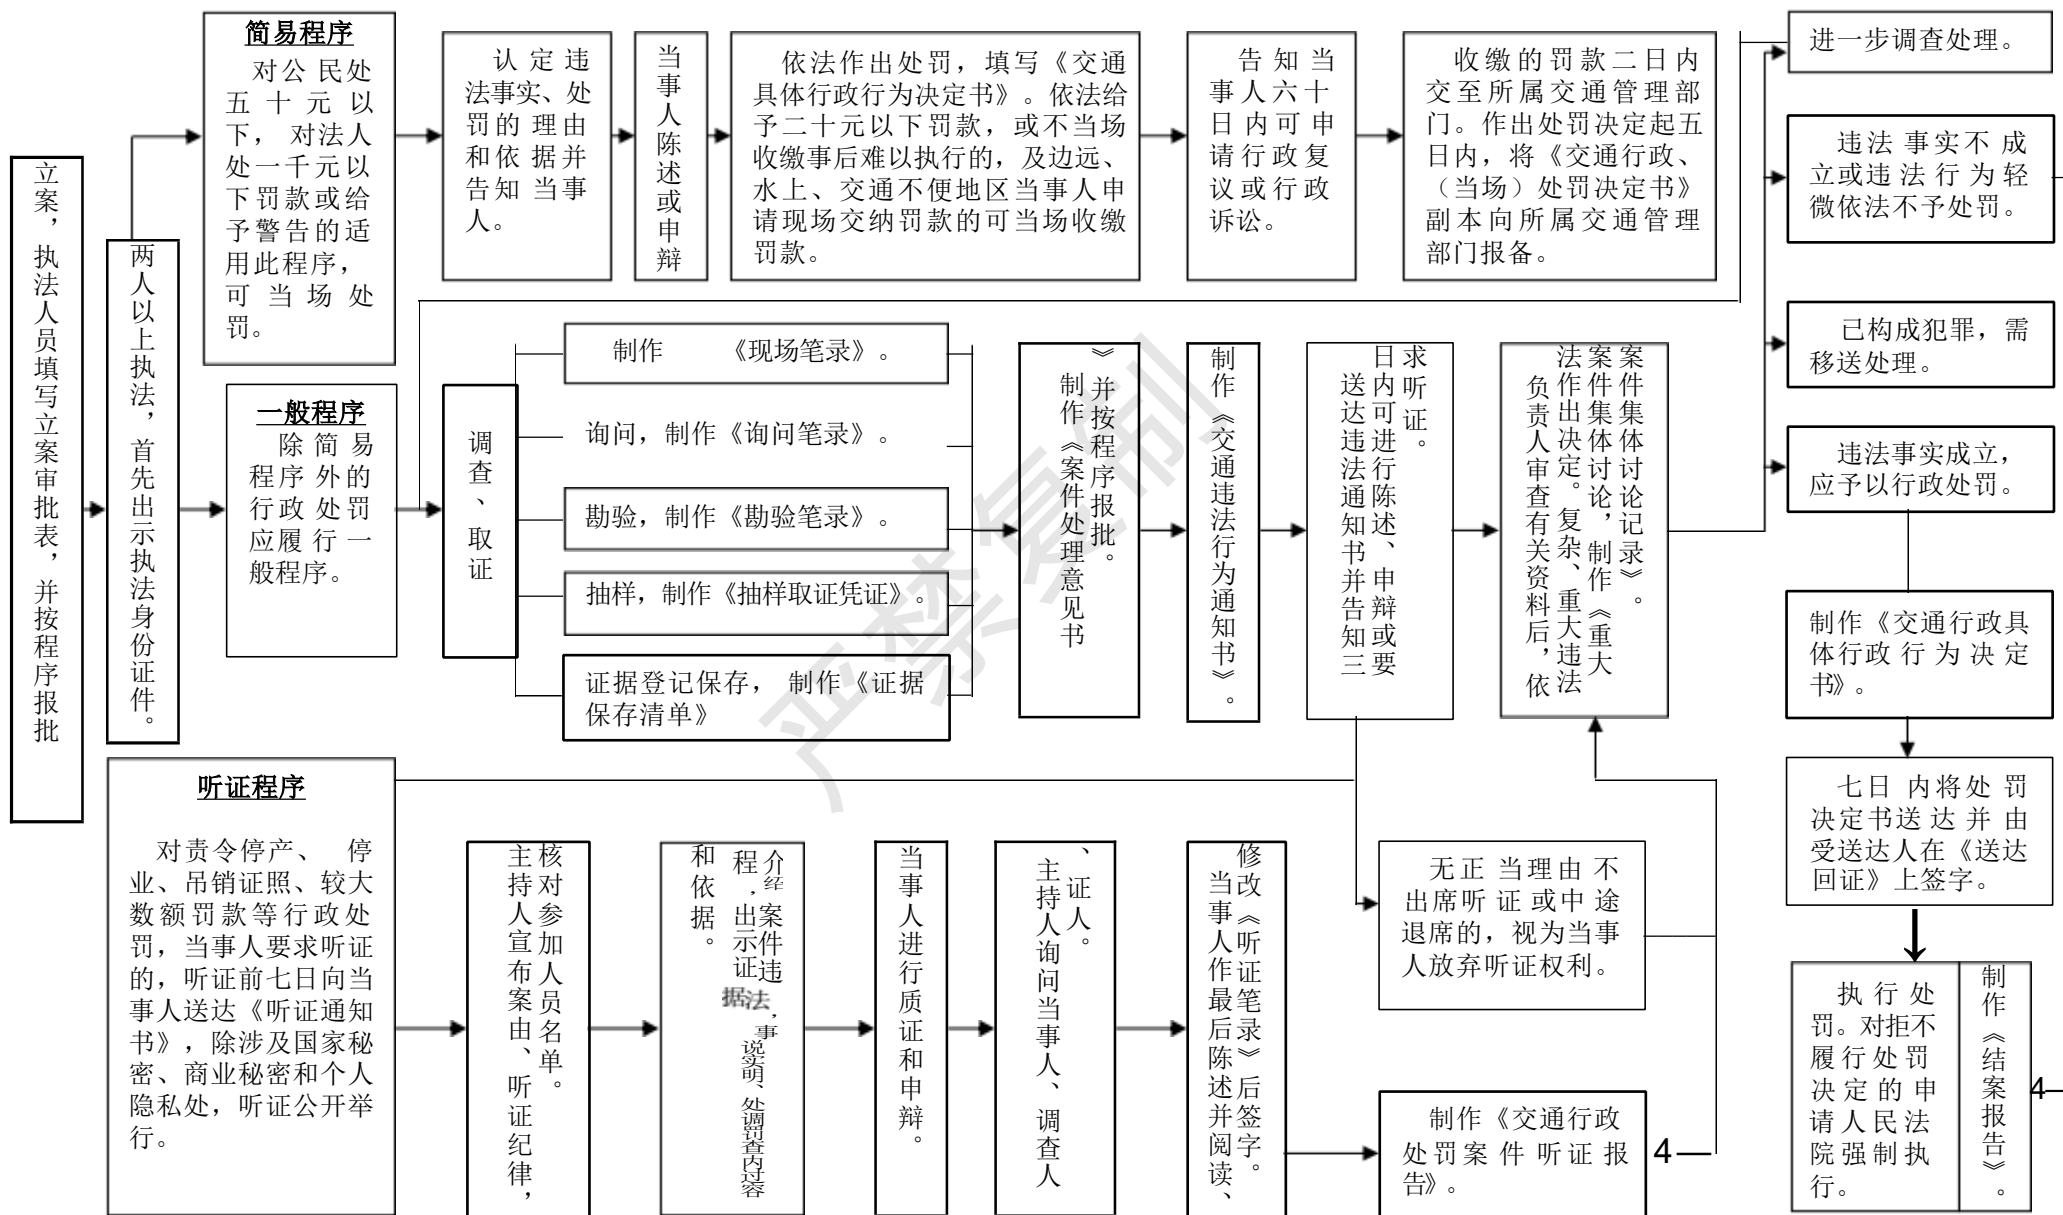 立案，执法人员填写立案审批表，并按程序报批
两人以上执法，首先出示执法身份证件。
简易程序
对公 民处
五 十 元 以
下， 对法人
处一千元以
下罚款或给
予警告的适
用此程序，
可 当 场 处
罚。
认 定 违
法事实、处
罚的 理由
和依 据并
告知 当事
人。
当事人陈述或申辩
依法作出处罚，填写《交通
具体行政行为决定书》。依法给
予二十元以下罚款，或不当场
收缴事后难以执行的，及边远、
水上、交通不便地区当事人申
请现场交纳罚款的可当场收缴
罚款。
告 知 当
事 人 六 十
日 内 可 申
请 行 政 复
议 或 行 政
诉讼。
收缴的罚款二日内
交至所属交通管理部
门。作出处罚决定起五
日内，将《交通行政、
（当场）处罚决定书》
副本向所属交通管理
部门报备。
进一步调查处理。
违法 事实不 成
立或违 法 行 为 轻
微依法不予处罚。
已构成犯罪，需
移送处理。
违法事实成立，
应予以行政处罚。
一般程序
除 简 易
程序 外的
行政 处罚
应履 行 一
般程序。
调查、取证
制作 《现场笔录》。
询问，制作《询问笔录》。
勘验，制作《勘验笔录》。
抽样，制作《抽样取证凭证》。
证据登记保存， 制作《证据
保存清单》
制作《案件处理意见书
》并按程序报批。
制作《交通违法行为通知书》。
送达违法通知书并告知三
日内可进行陈述、申辩或要
求听证。
负责人审查有关资料后，依
法作出决定。复杂、重大违法
案件集体讨论，制作《重大
案件集体讨论记录》。
制作《交通行政具
体行政 行 为 决 定
书》。
七日 内将处 罚
决定书送 达 并 由
受送达人在《送达
回证》上签字。
执 行 处
罚。对拒不
履 行 处 罚
决 定 的 申
请 人 民 法
院 强 制 执
行。
制作《结案报告》。
4
听证程序
对责令停产、 停
业、吊销证照、较大
数额罚款等行政处
罚，当事人要求听证
的，听证前七日向当
事人送达《听证通知
书》，除涉及国家秘
密、商业秘密和个人
隐私处，听证公开举
行。
主持人宣布案由、听证纪律，
核对参加人员名单。
介绍案件违法事实、调查内容
程，出示证据，说明处罚
和依据。
当事人进行质证和申辩。
主持人询问当事人、调查人
、证人。
当事人作最后陈述并阅读、
修改《听证笔录》后签字。
无正 当理由 不
出席听 证 或中 途
退席的，视为当事
人放弃听证权利。
制作《交通行政
处罚案 件 听证 报
告》。
4
严禁复制